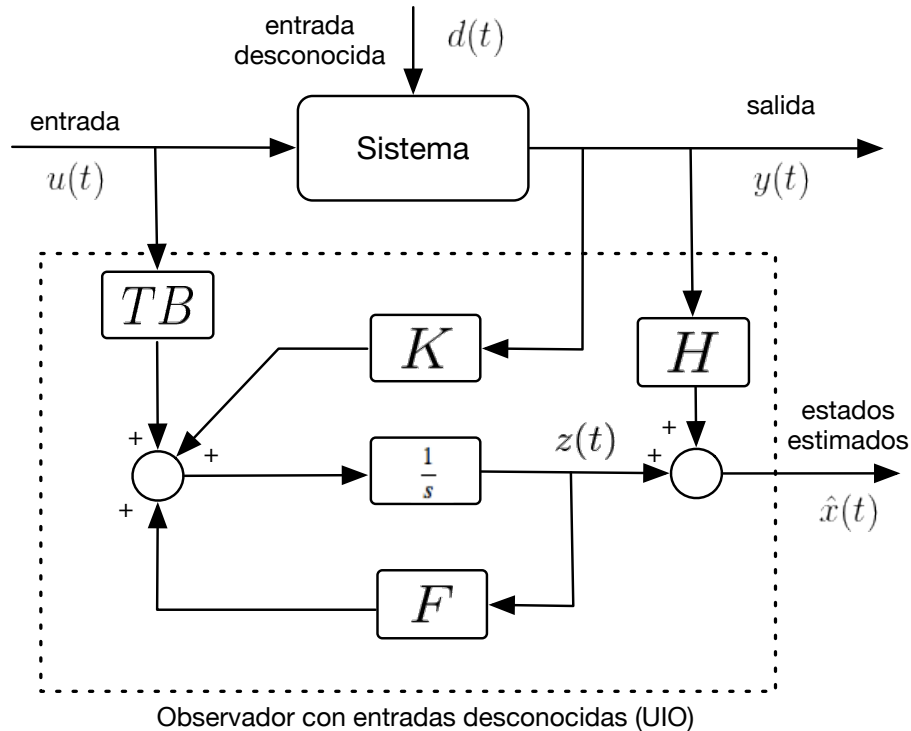 entrada
desconocida
d(t)
entrada
u(t)
Sistema
salida
y(t)
TB
K
H
+
+
+
+
+
+
1
s
z(t)
estados
estimados
x̂(t)
F
Observador con entradas desconocidas (UIO)